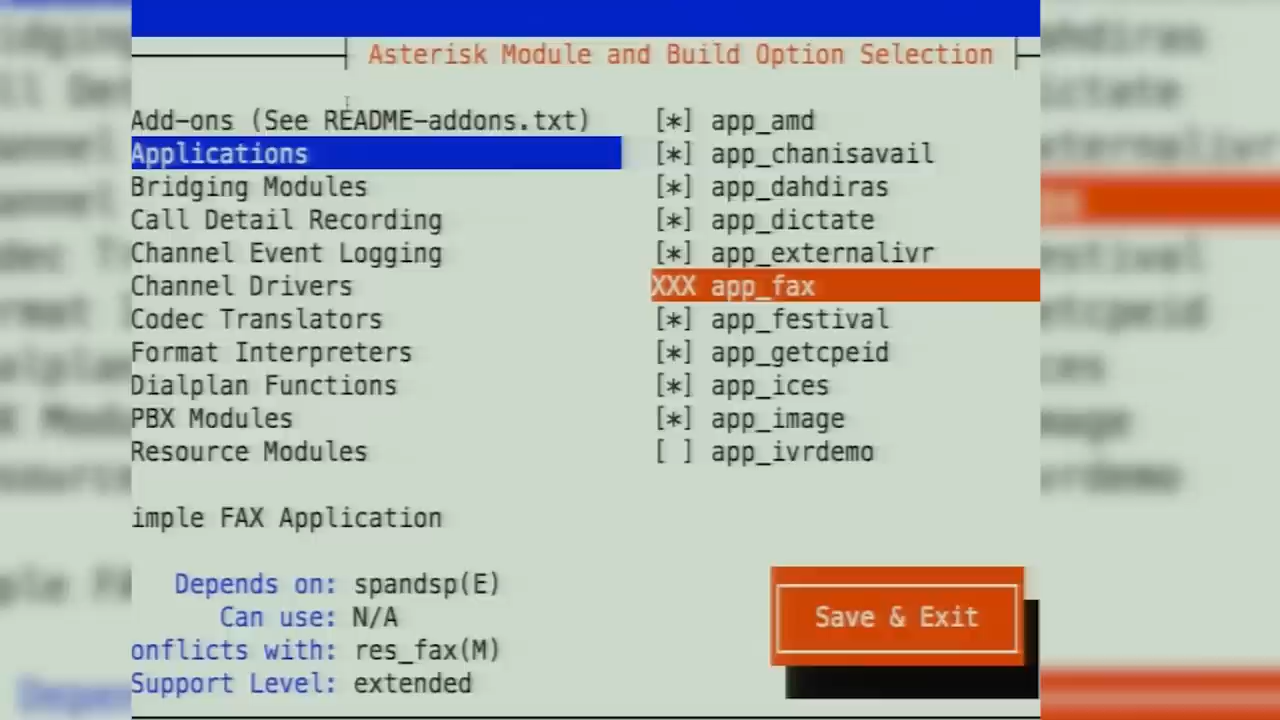 Asterisk Module and Build Option Selection
Add-ons (See README-addons.txt) [*] app_amd
Applications [*] app_chanisavail
Bridging Modules [*] app_dahdiras
Call Detail Recording [*] app_dictate
Channel Event Logging [*] app_externalivr
Channel Drivers XXX app_fax
Codec Translators [*] app_festival
Format Interpreters [*] app_getcpeid
Dialplan Functions [*] app_ices
PBX Modules [*] app_image
Resource Modules [ ] app_ivrdemo
imple FAX Application
Depends on: spandsp(E)
Can use: N/A
Save & Exit
onflicts with: res_fax(M)
Support Level: extended